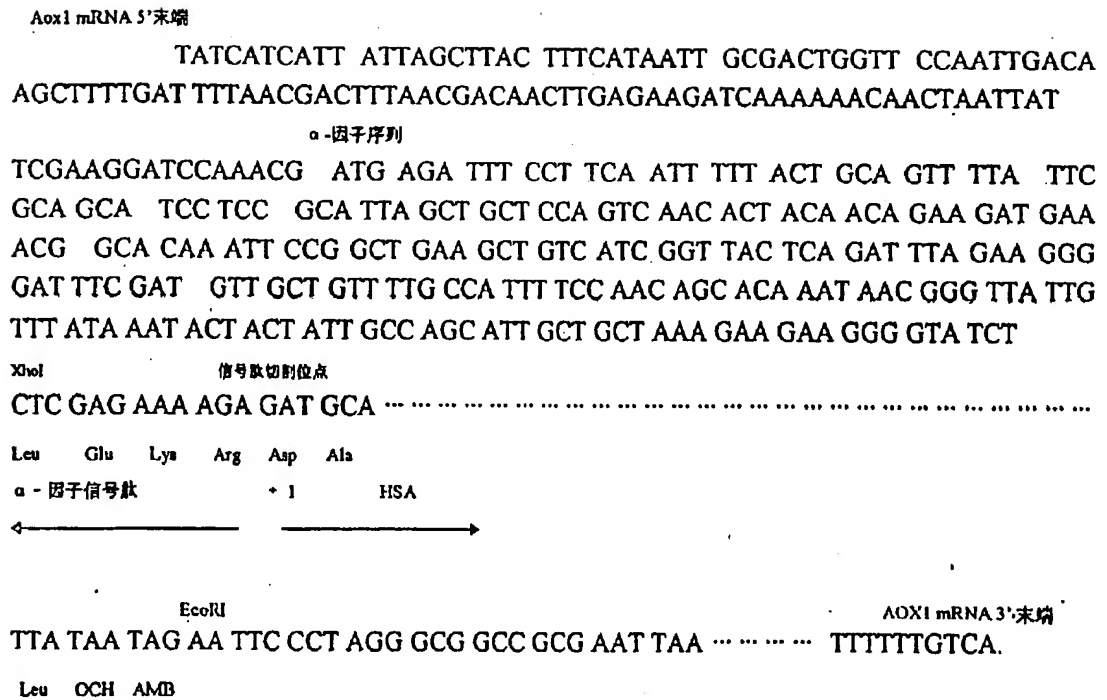 Aox1 mRNA 5'末端
TATCATCATT ATTAGCTTAC TTTCATAATT GCGACTGGTT CCAATTGACA
AGCTTTTGAT TTTAACGACTTTAACGACAACTTGAGAAGATCAAAAAACAACTAATTAT
α-因子序列
TCGAAGGATCCAAACG ATG AGA TTT CCT TCA ATT TTT ACT GCA GTT TTA TTC
GCA GCA TCC TCC GCA TTA GCT GCT CCA GTC AAC ACT ACA ACA GAA GAT GAA
ACG GCA CAA ATT CCG GCT GAA GCT GTC ATC GGT TAC TCA GAT TTA GAA GGG
GAT TTC GAT GTT GCT GTT TTG CCA TTT TCC AAC AGC ACA AAT AAC GGG TTA TTG
TTT ATA AAT ACT ACT ATT GCC AGC ATT GCT GCT AAA GAA GAA GGG GTA TCT
XhoI 信号肽切割位点
CTC GAG AAA AGA GAT GCA ··· ··· ··· ··· ··· ··· ··· ··· ··· ··· ··· ··· ··· ··· ··· ··· ··· ··· ··· ··· ··· ··· ··· ··· ··· ··· ··· ···
Leu Glu Lys Arg Asp Ala
α - 因子信号肽 + 1 HSA
EcoRI AOX1 mRNA 3'末端
TTA TAA TAG AA TTC CCT AGG GCG GCC GCG AAT TAA ··· ··· ··· ··· TTTTTTGTCA.
Leu OCH AMB